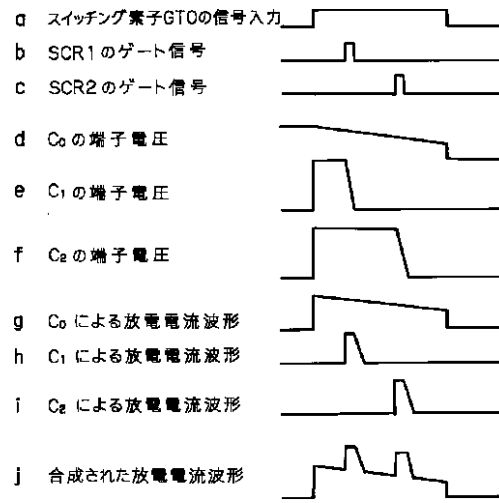 a スイッチング素子GTOの信号入力
b SCR1のゲート信号
c SCR2のゲート信号
d C₀の端子電圧
e C₁の端子電圧
f C₂の端子電圧
g C₀による放電電流波形
h C₁による放電電流波形
i C₂による放電電流波形
j 合成された放電電流波形